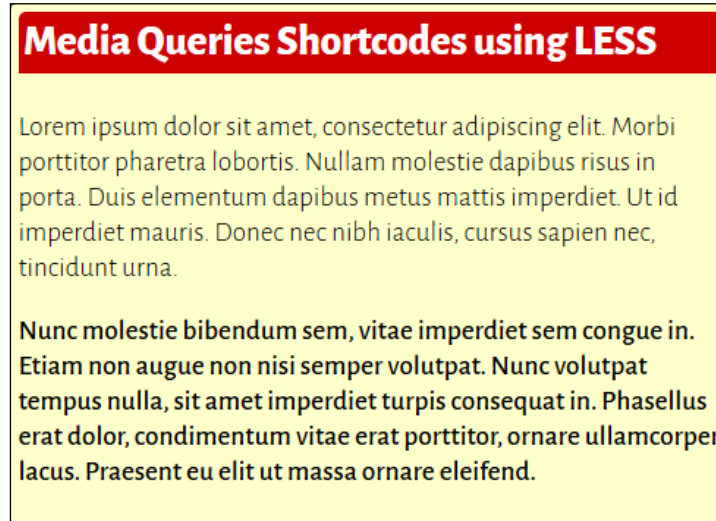 Media Queries Shortcodes using LESS
Lorem ipsum dolor sit amet, consectetur adipiscing elit. Morbi
porttitor pharetra lobortis. Nullam molestie dapibus risus in
porta. Duis elementum dapibus metus mattis imperdiet. Ut id
imperdiet mauris. Donec nec nibh iaculis, cursus sapien nec,
tincidunt urna.
Nunc molestie bibendum sem, vitae imperdiet sem congue in.
Etiam non augue non nisi semper volutpat. Nunc volutpat
tempus nulla, sit amet imperdiet turpis consequat in. Phasellus
erat dolor, condimentum vitae erat porttitor, ornare ullamcorper
lacus. Praesent eu elit ut massa ornare eleifend.